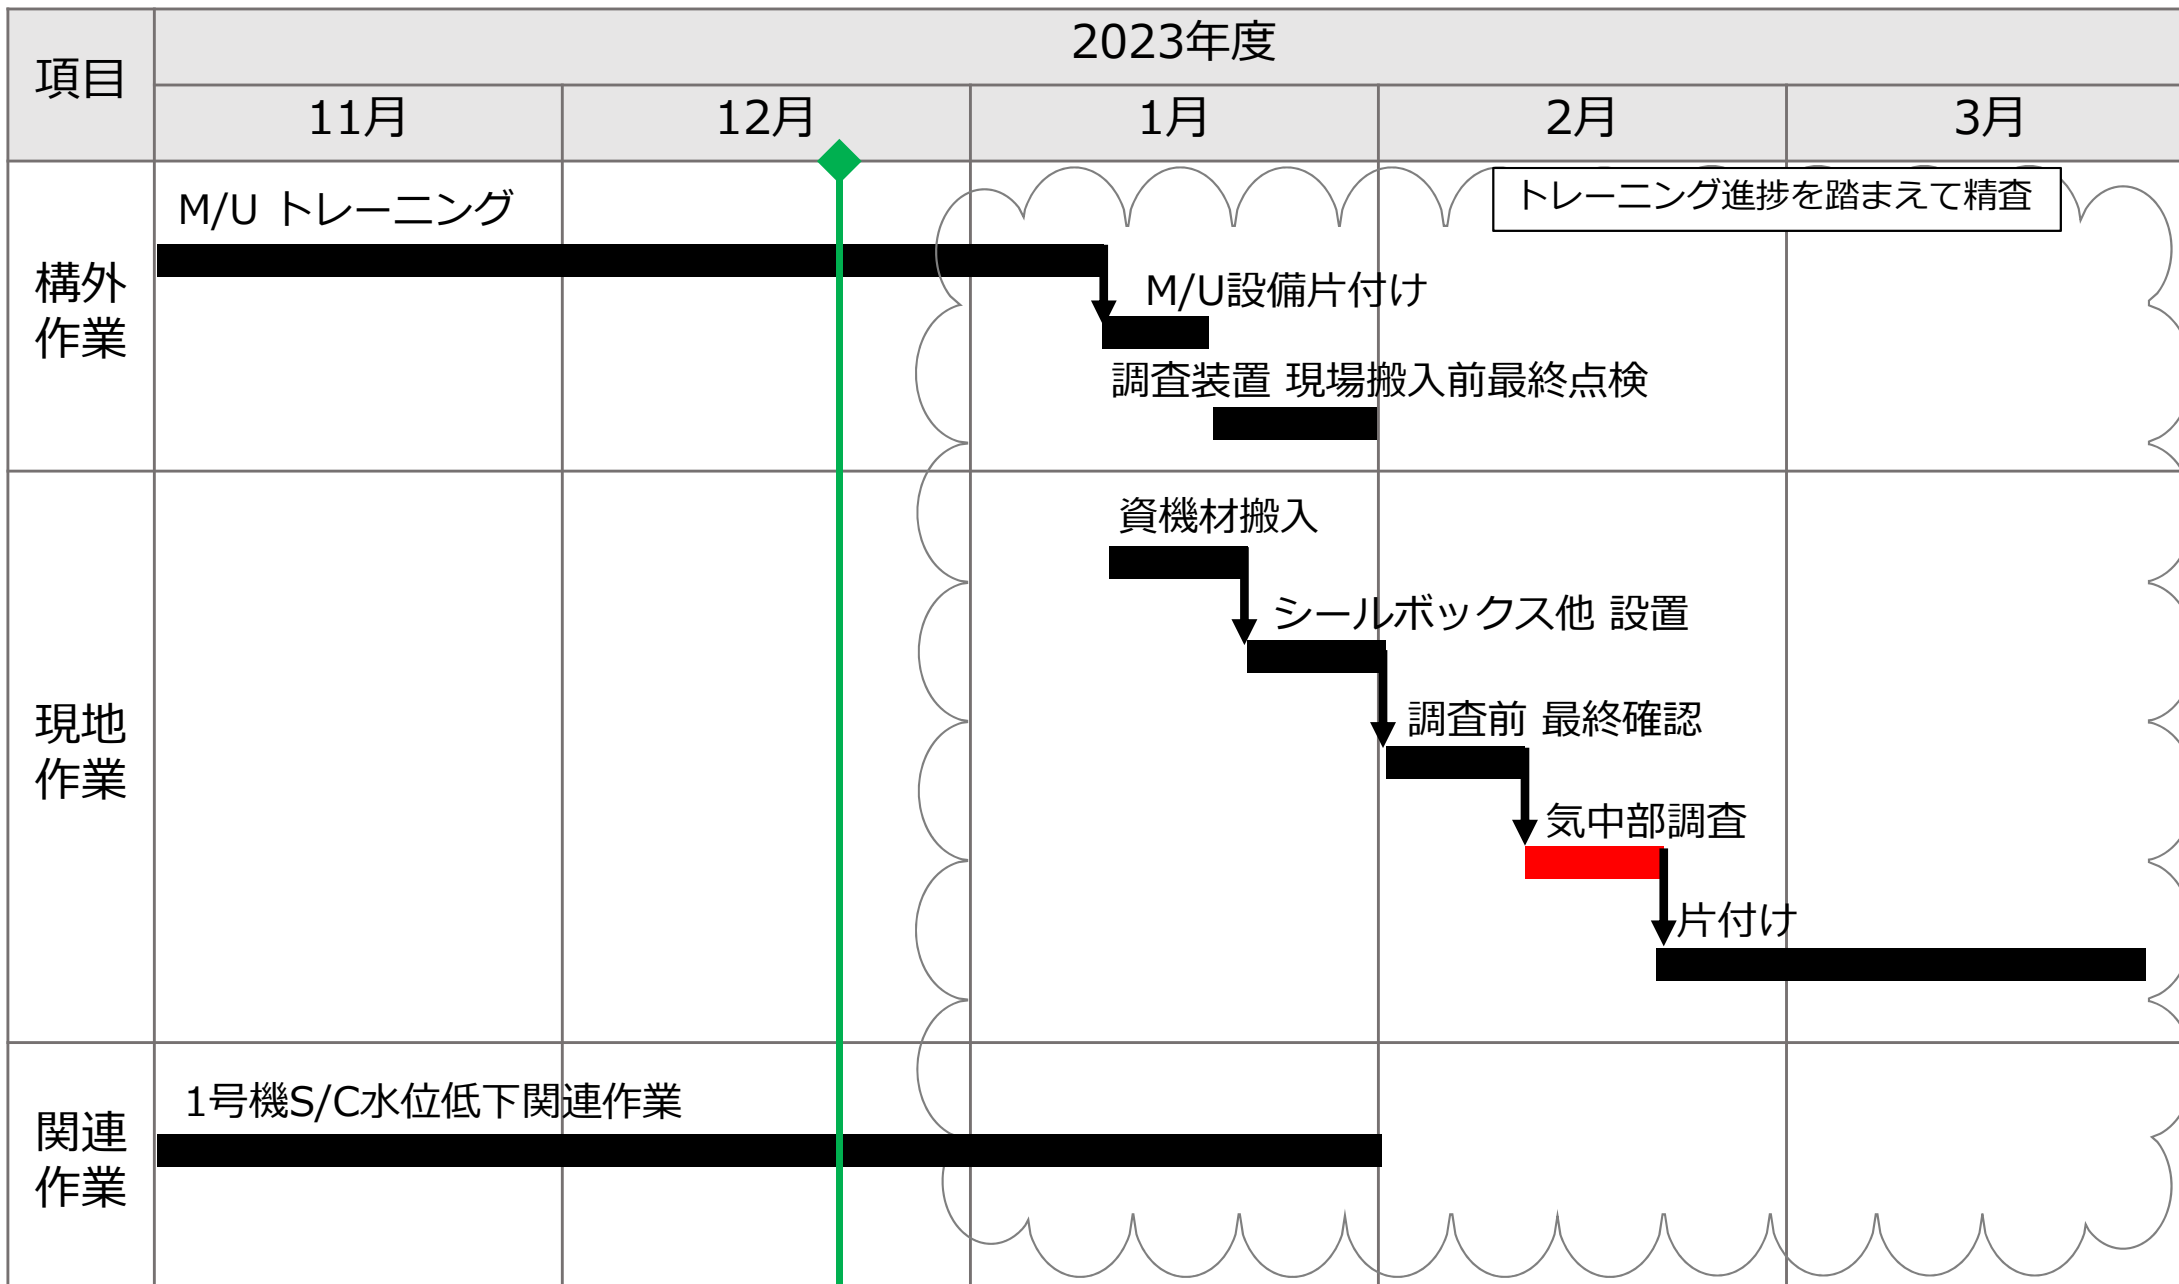 項目
2023年度
11月
12月
1月
2月
3月
構外
作業
M/U トレーニング
トレーニング進捗を踏まえて精査
M/U設備片付け
調査装置 現場搬入前最終点検
現地
作業
資機材搬入
シールボックス他 設置
調査前 最終確認
気中部調査
片付け
関連
作業
1号機S/C水位低下関連作業